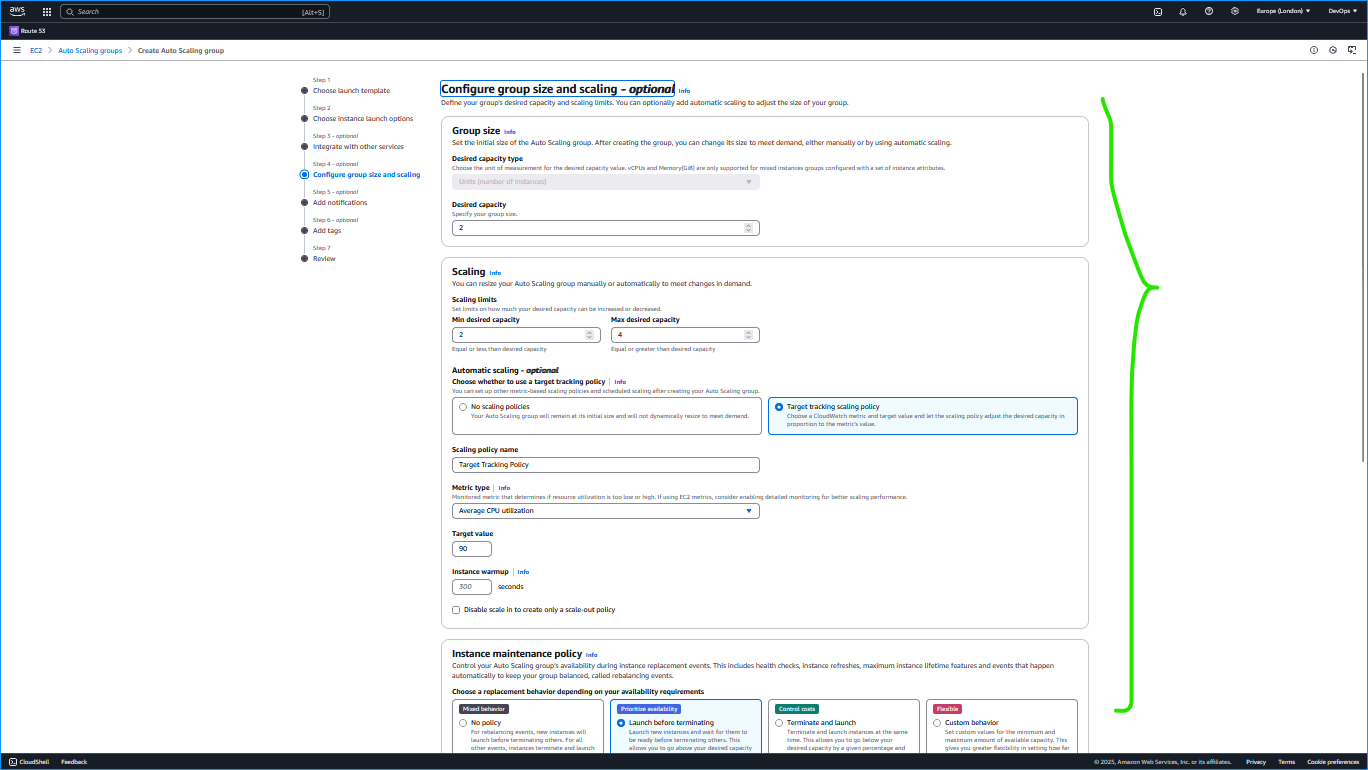 aws
Search [Alt+S]
Europe (London) DevOps
Route 53
EC2 Auto Scaling groups Create Auto Scaling group
Step 1
Choose launch template
Step 2
Choose instance launch options
Step 3 - optional
Integrate with other services
Step 4 - optional
Configure group size and scaling
Step 5 - optional
Add notifications
Step 6 - optional
Add tags
Step 7
Review
Configure group size and scaling - optional Info
Define your group's desired capacity and scaling limits. You can optionally add automatic scaling to adjust the size of your group.
Group size Info
Set the initial size of the Auto Scaling group. After creating the group, you can change its size to meet demand, either manually or by using automatic scaling.
Desired capacity type
Choose the unit of measurement for the desired capacity value. vCPUs and Memory(GiB) are only supported for mixed instances groups configured with a set of instance attributes.
Units (number of instances)
Desired capacity
Specify your group size.
2
Scaling Info
You can resize your Auto Scaling group manually or automatically to meet changes in demand.
Scaling limits
Set limits on how much your desired capacity can be increased or decreased.
Min desired capacity
2
Equal or less than desired capacity
Max desired capacity
4
Equal or greater than desired capacity
Automatic scaling - optional
Choose whether to use a target tracking policy Info
You can set up other metric-based scaling policies and scheduled scaling after creating your Auto Scaling group.
No scaling policies
Your Auto Scaling group will remain at its initial size and will not dynamically resize to meet demand.
Target tracking scaling policy
Choose a CloudWatch metric and target value and let the scaling policy adjust the desired capacity in
proportion to the metric's value.
Scaling policy name
Target Tracking Policy
Metric type Info
Monitored metric that determines if resource utilization is too low or high. If using EC2 metrics, consider enabling detailed monitoring for better scaling performance.
Average CPU utilization
Target value
90
Instance warmup Info
300 seconds
Disable scale in to create only a scale-out policy
Instance maintenance policy Info
Control your Auto Scaling group's availability during instance replacement events. This includes health checks, instance refreshes, maximum instance lifetime features and events that happen
automatically to keep your group balanced, called rebalancing events.
Choose a replacement behavior depending on your availability requirements
Mixed behavior
No policy
For rebalancing events, new instances will
launch before terminating others. For all
other events, instances terminate and launch
Prioritize availability
Launch before terminating
Launch new instances and wait for them to
be ready before terminating others. This
allows you to go above your desired capacity
Control costs
Terminate and launch
Terminate and launch instances at the same
time. This allows you to go below your
desired capacity by a given percentage and
Flexible
Custom behavior
Set custom values for the minimum and
maximum amount of available capacity. This
gives you greater flexibility in setting how far
CloudShell Feedback © 2025, Amazon Web Services, Inc. or its affiliates. Privacy Terms Cookie preferences